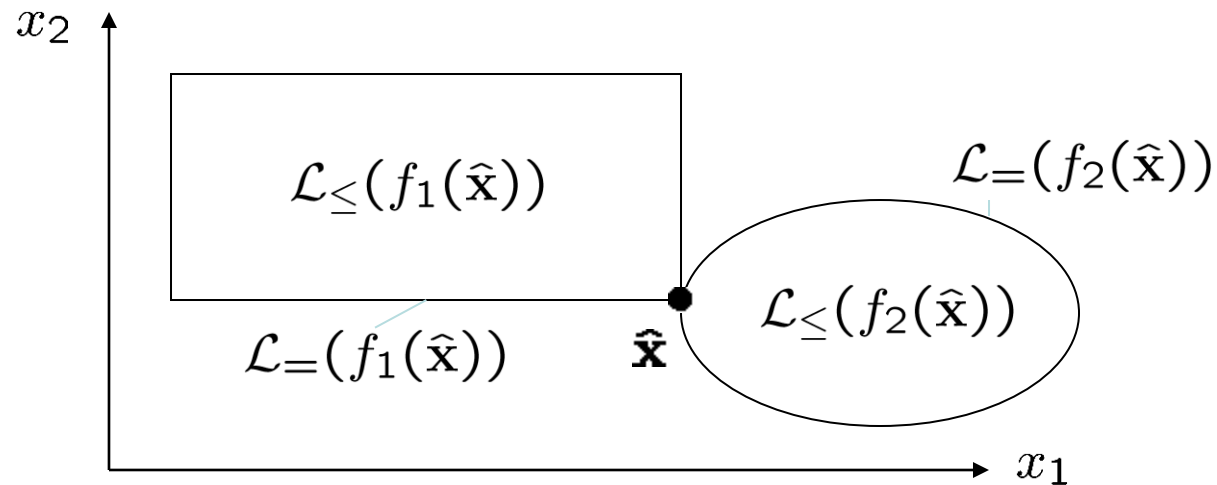 x₂
ℒ₌(f₂(x̂))
ℒ≤(f₁(x̂))
ℒ≤(f₂(x̂))
ℒ₌(f₁(x̂))
x̂
x₁